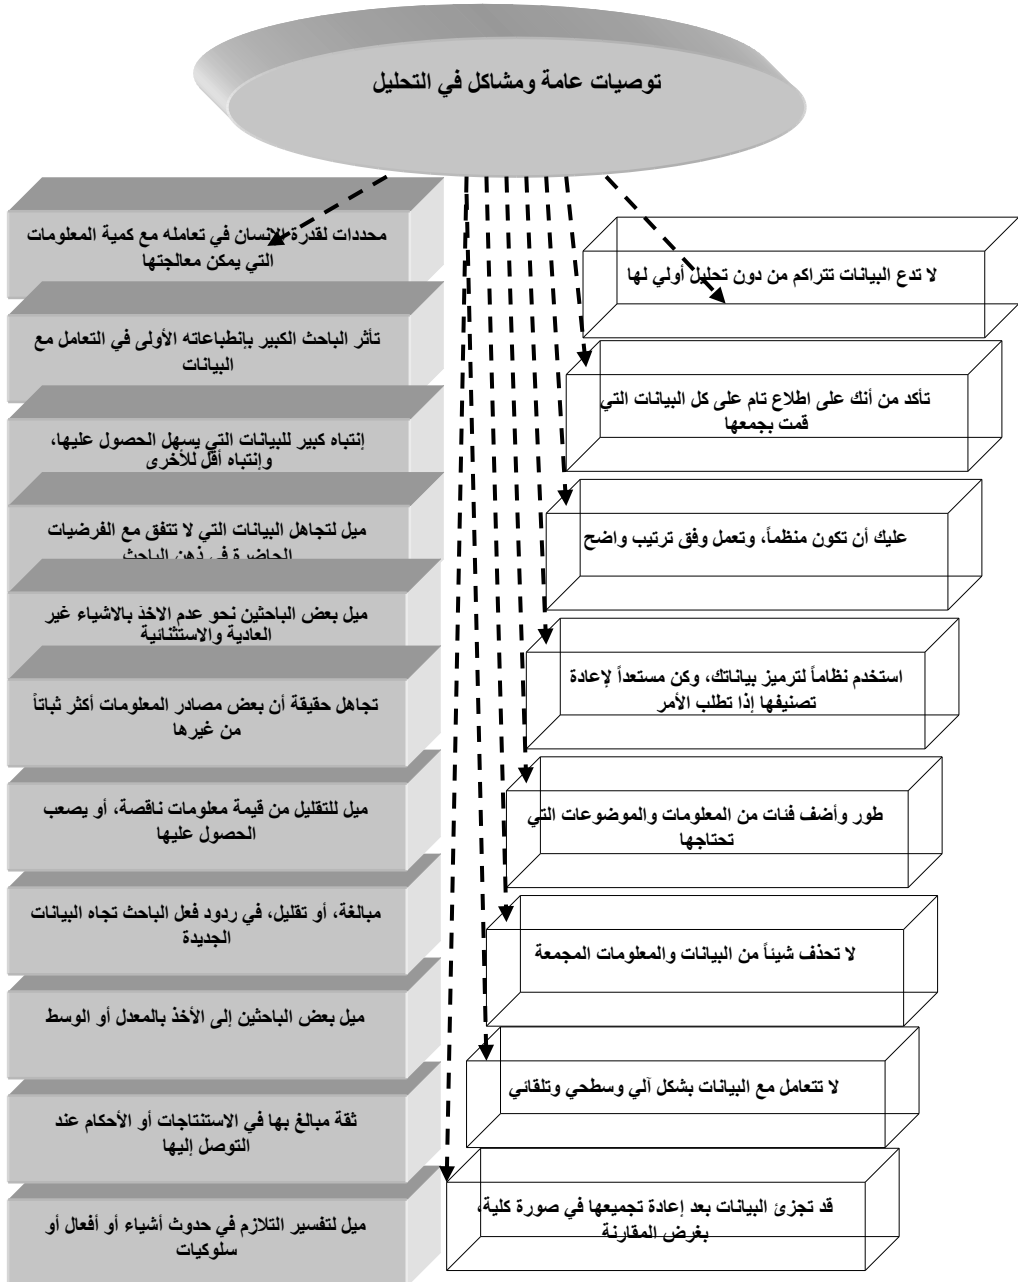 توصيات عامة ومشاكل في التحليل
لا تدع البيانات تتراكم من دون تحليل أولي لها
تأكد من أنك على اطلاع تام على كل البيانات التي
قمت بجمعها
عليك أن تكون منظماً، وتعمل وفق ترتيب واضح
استخدم نظاماً لترميز بياناتك، وكن مستعداً لإعادة
تصنيفها إذا تطلب الأمر
طور وأضف فئات من المعلومات والموضوعات التي
تحتاجها
لا تحذف شيئاً من البيانات والمعلومات المجمعة
لا تتعامل مع البيانات بشكل آلي وسطحي وتلقائي
قد تجزئ البيانات بعد إعادة تجميعها في صورة كلية،
بغرض المقارنة
محددات لقدرة الإنسان في تعامله مع كمية المعلومات
التي يمكن معالجتها
تأثر الباحث الكبير بإنطباعاته الأولى في التعامل مع
البيانات
إنتباه كبير للبيانات التي يسهل الحصول عليها،
وإنتباه أقل للأخرى
ميل لتجاهل البيانات التي لا تتفق مع الفرضيات
الحاضرة في ذهن الباحث
ميل بعض الباحثين نحو عدم الاخذ بالاشياء غير
العادية والاستثنائية
تجاهل حقيقة أن بعض مصادر المعلومات أكثر ثباتاً
من غيرها
ميل للتقليل من قيمة معلومات ناقصة، أو يصعب
الحصول عليها
مبالغة، أو تقليل، في ردود فعل الباحث تجاه البيانات
الجديدة
ميل بعض الباحثين إلى الأخذ بالمعدل أو الوسط
ثقة مبالغ بها في الاستنتاجات أو الأحكام عند
التوصل إليها
ميل لتفسير التلازم في حدوث أشياء أو أفعال أو
سلوكيات